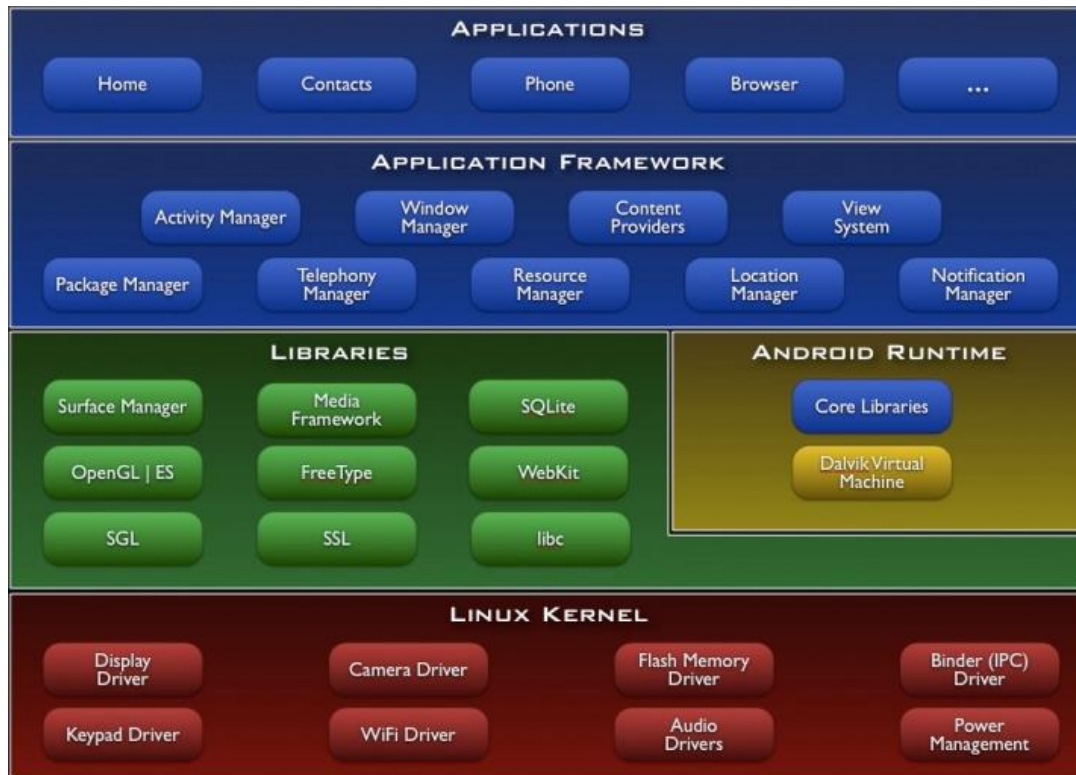 APPLICATIONS
Home
Contacts
Phone
Browser
...
APPLICATION FRAMEWORK
Activity Manager
Window
Manager
Content
Providers
View
System
Package Manager
Telephony
Manager
Resource
Manager
Location
Manager
Notification
Manager
LIBRARIES
Surface Manager
Media
Framework
SQLite
OpenGL | ES
FreeType
WebKit
SGL
SSL
libc
ANDROID RUNTIME
Core Libraries
Dalvik Virtual
Machine
LINUX KERNEL
Display
Driver
Camera Driver
Flash Memory
Driver
Binder (IPC)
Driver
Keypad Driver
WiFi Driver
Audio
Drivers
Power
Management